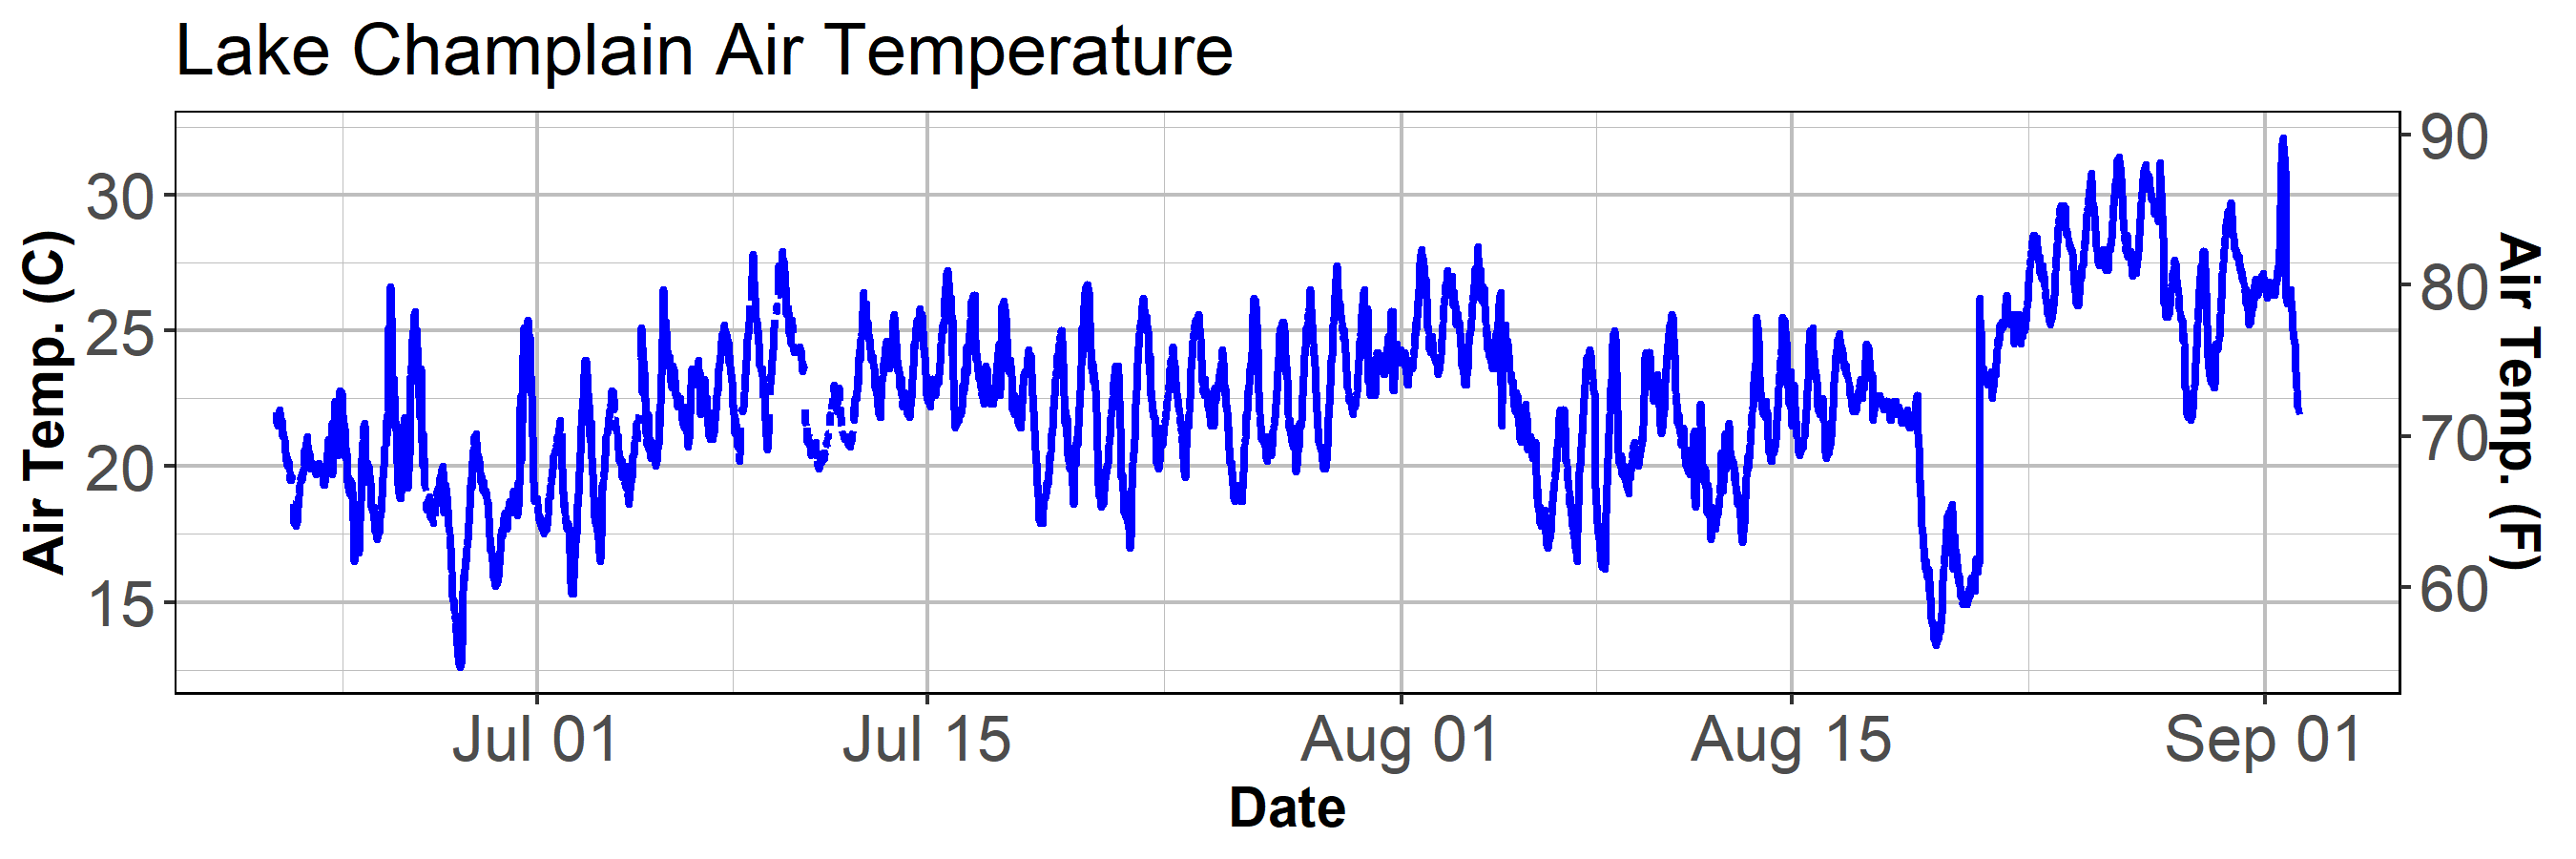 Lake Champlain Air Temperature
Air Temp. (C)
30
25
20
15
90
80
70
60
Air Temp. (F)
Jul 01
Jul 15
Aug 01
Aug 15
Sep 01
Date